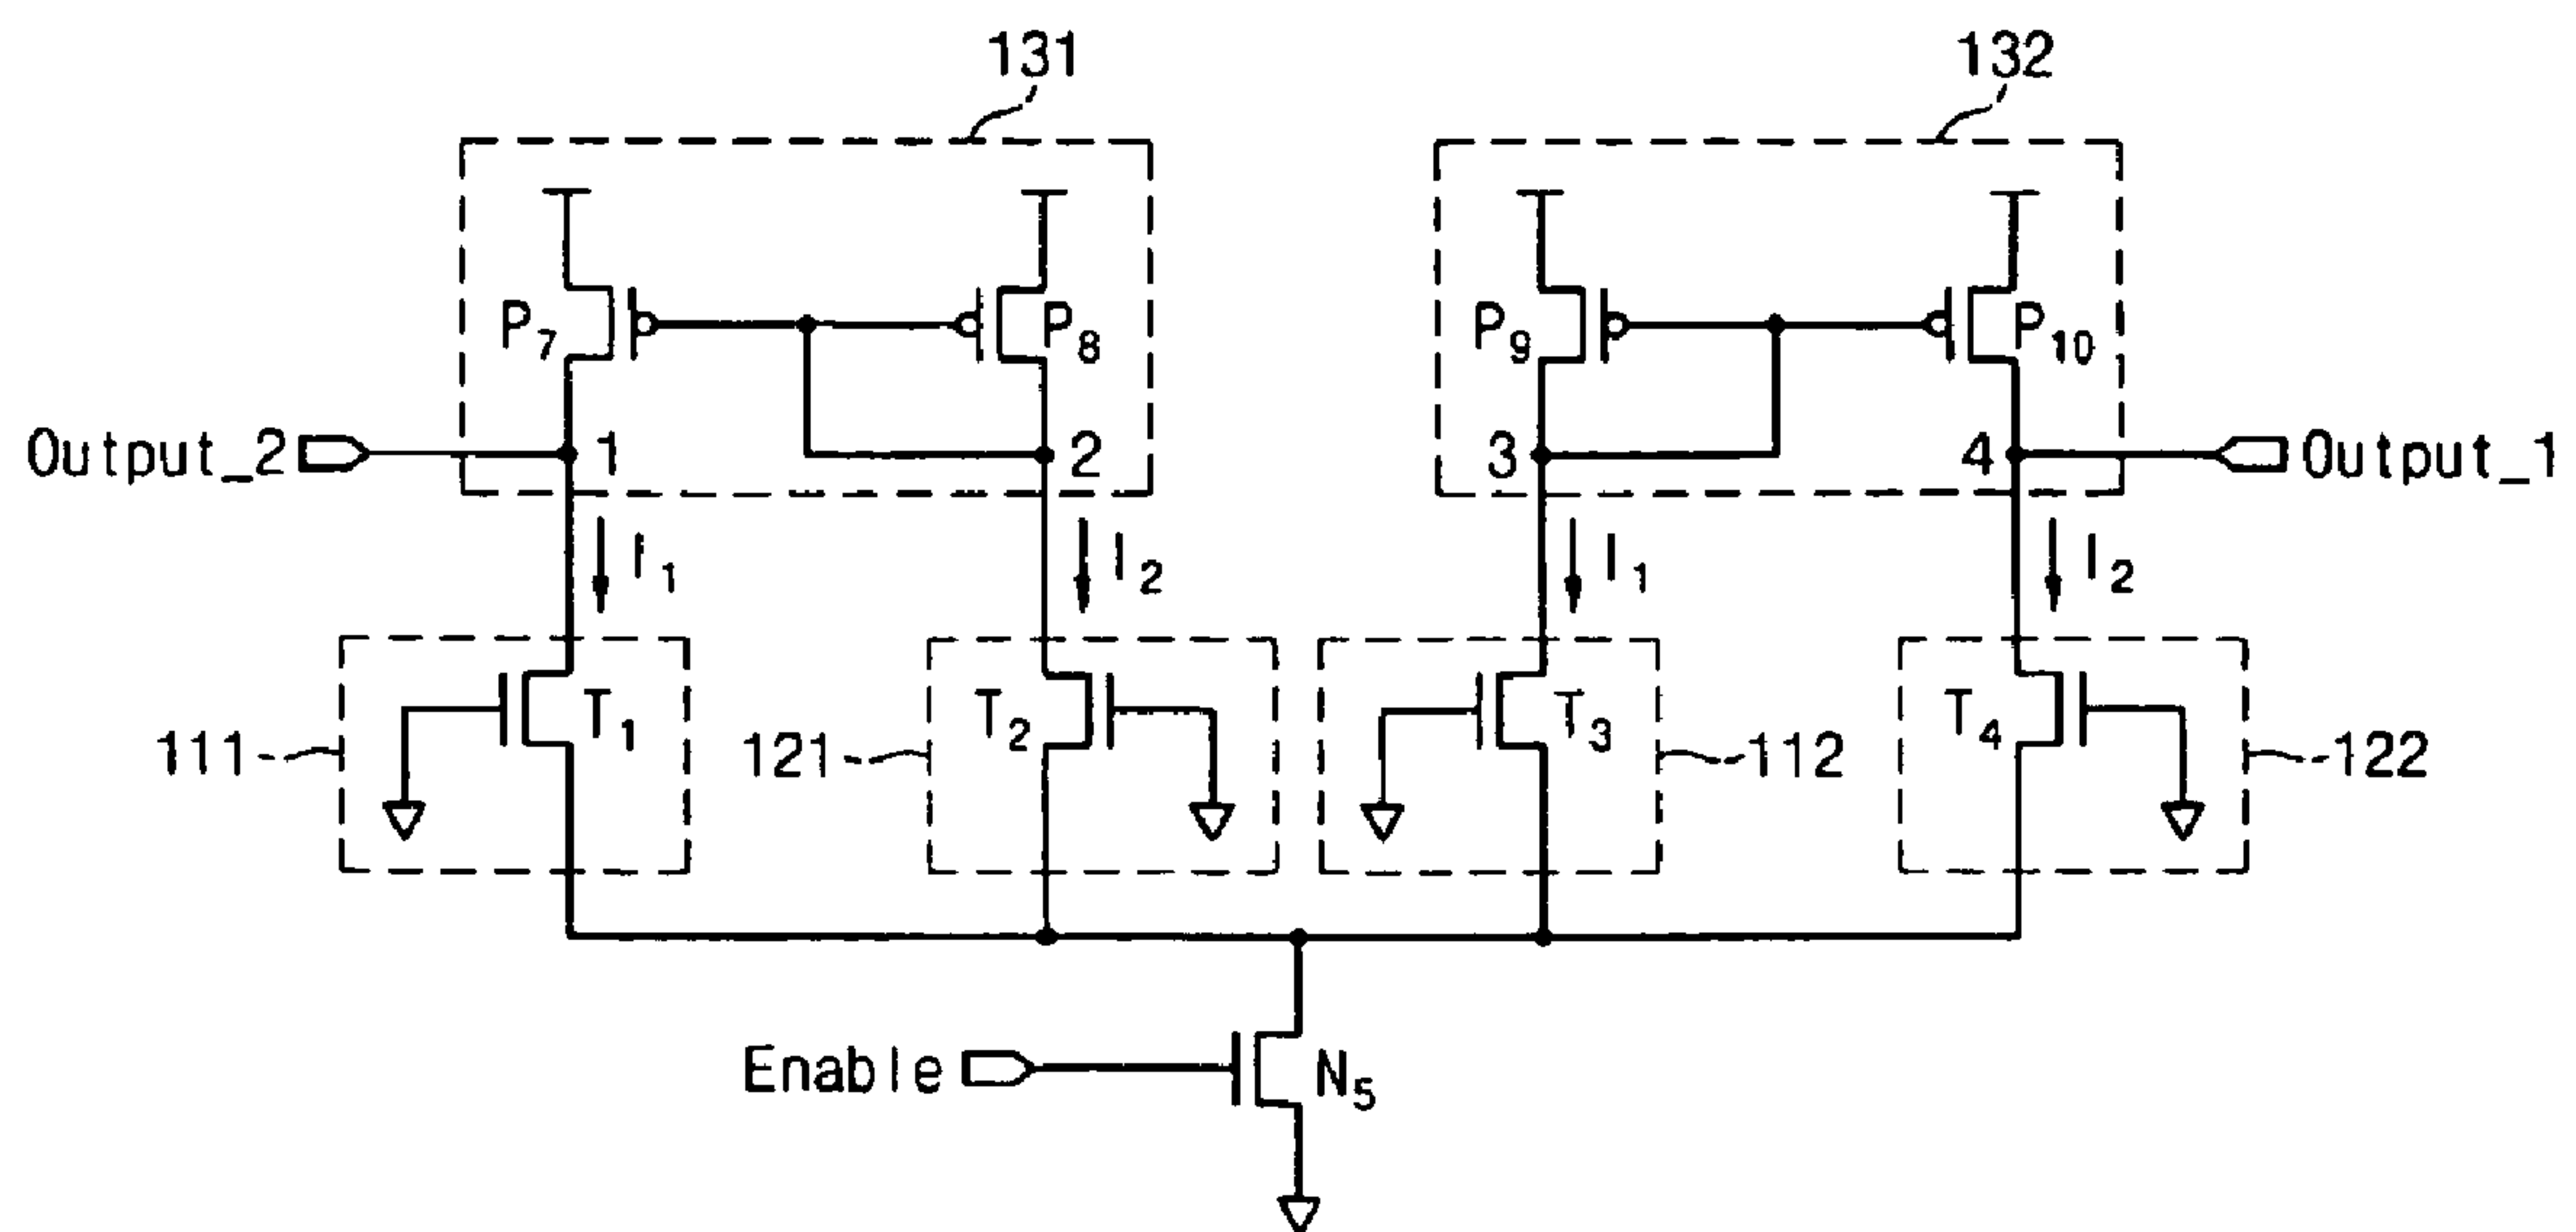 131 132
P7 P8 P9 P10
Output_2 1 2 3 4 Output_1
I1 I2 I1 I2
111 T1 121 T2 T3 112 T4 122
Enable N5